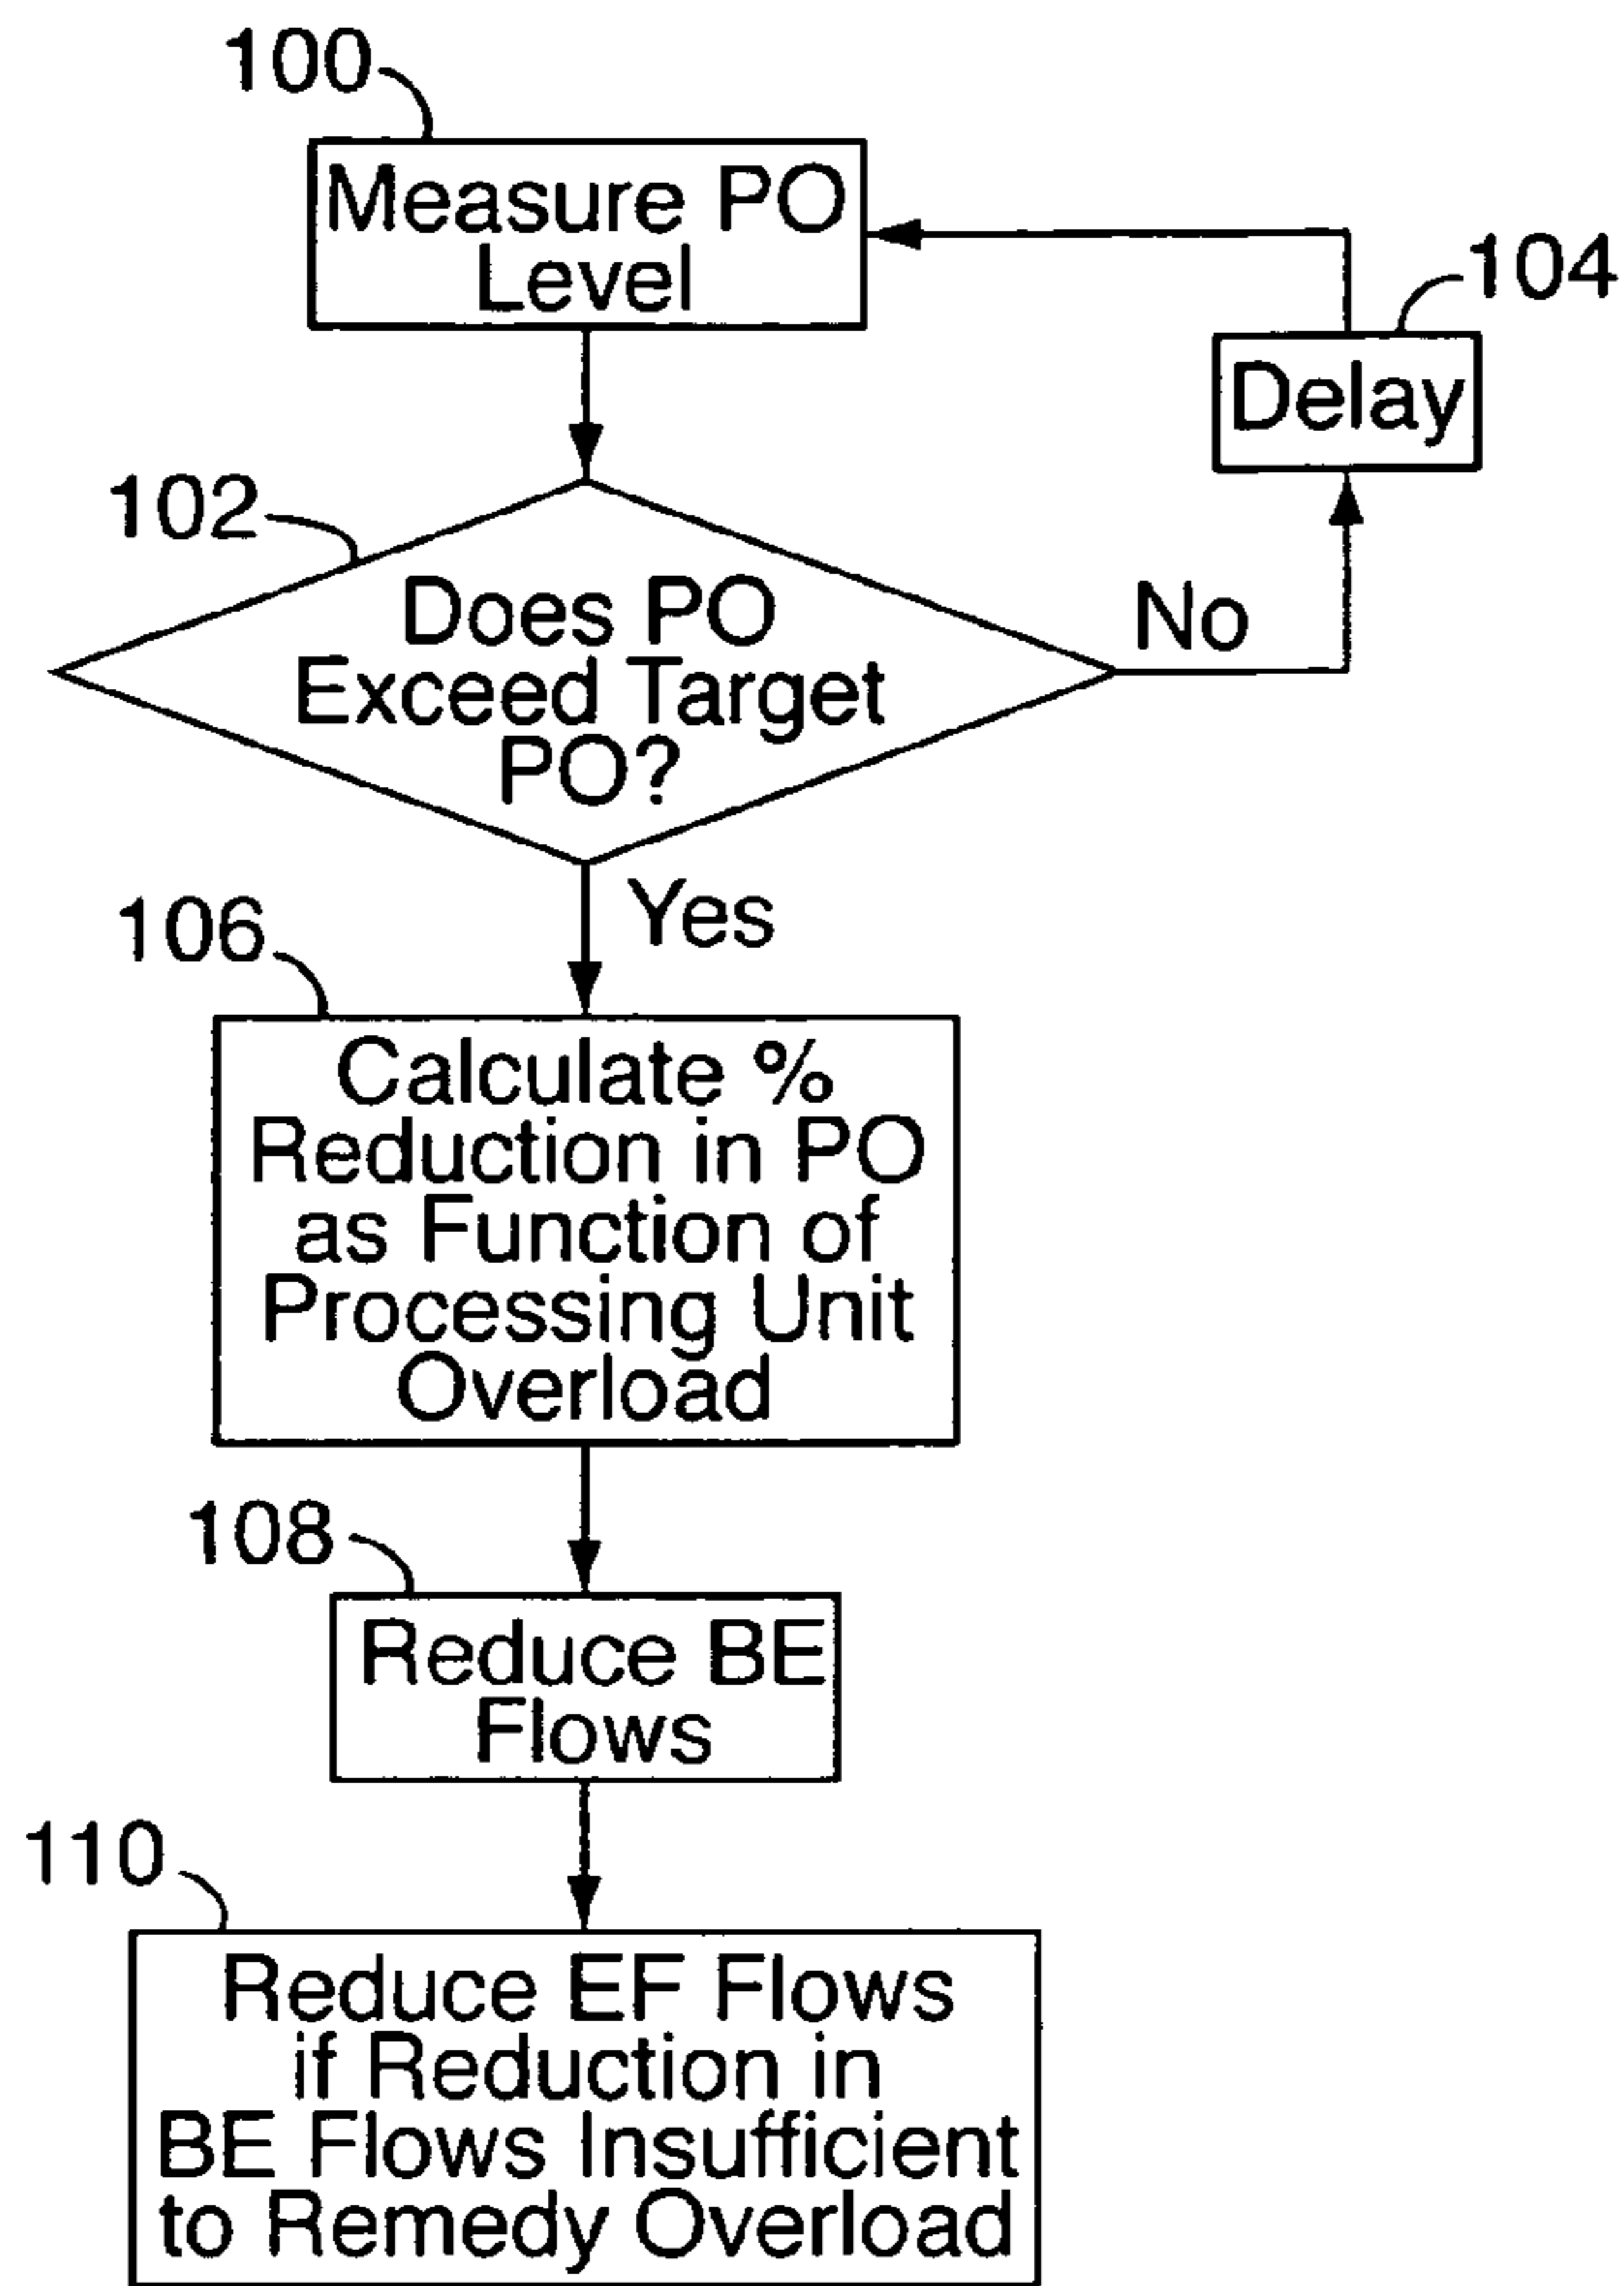 100
Measure PO
Level
104
Delay
102
Does PO
Exceed Target
PO?
No
Yes
106
Calculate %
Reduction in PO
as Function of
Processing Unit
Overload
108
Reduce BE
Flows
110
Reduce EF Flows
if Reduction in
BE Flows Insufficient
to Remedy Overload